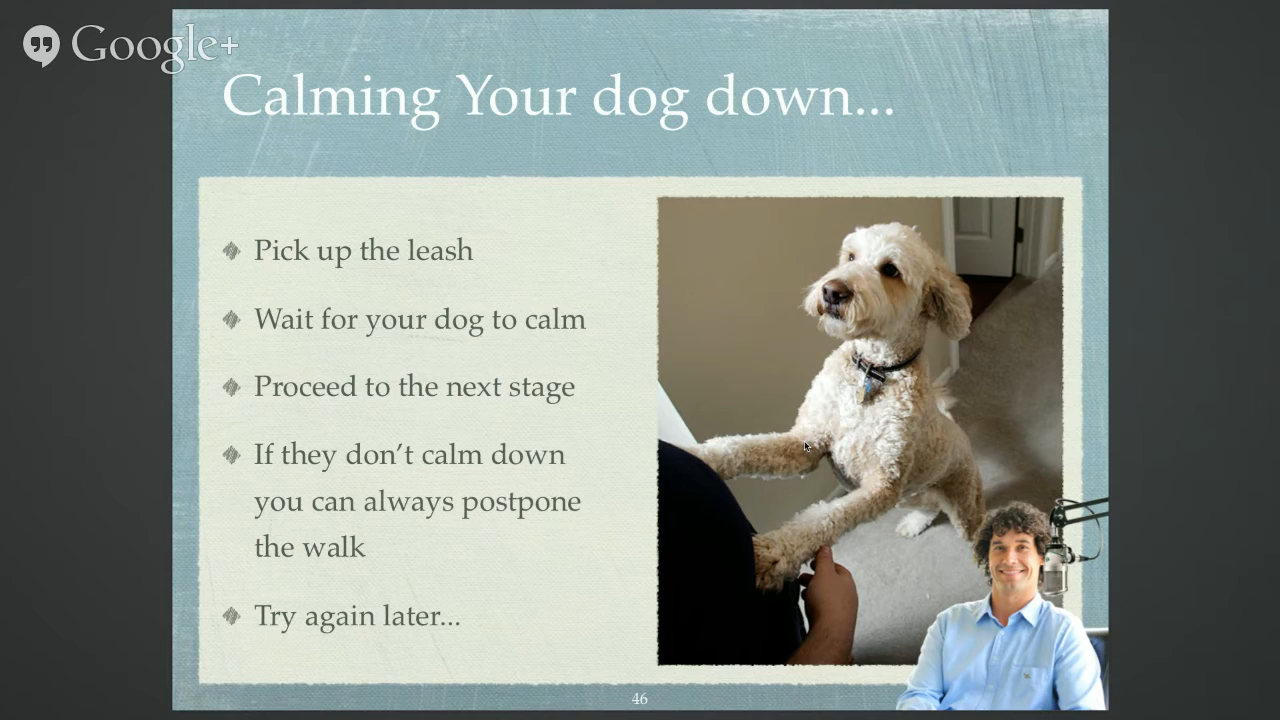 Google+
Calming Your dog down...
Pick up the leash
Wait for your dog to calm
Proceed to the next stage
If they don’t calm down
you can always postpone
the walk
Try again later...
46